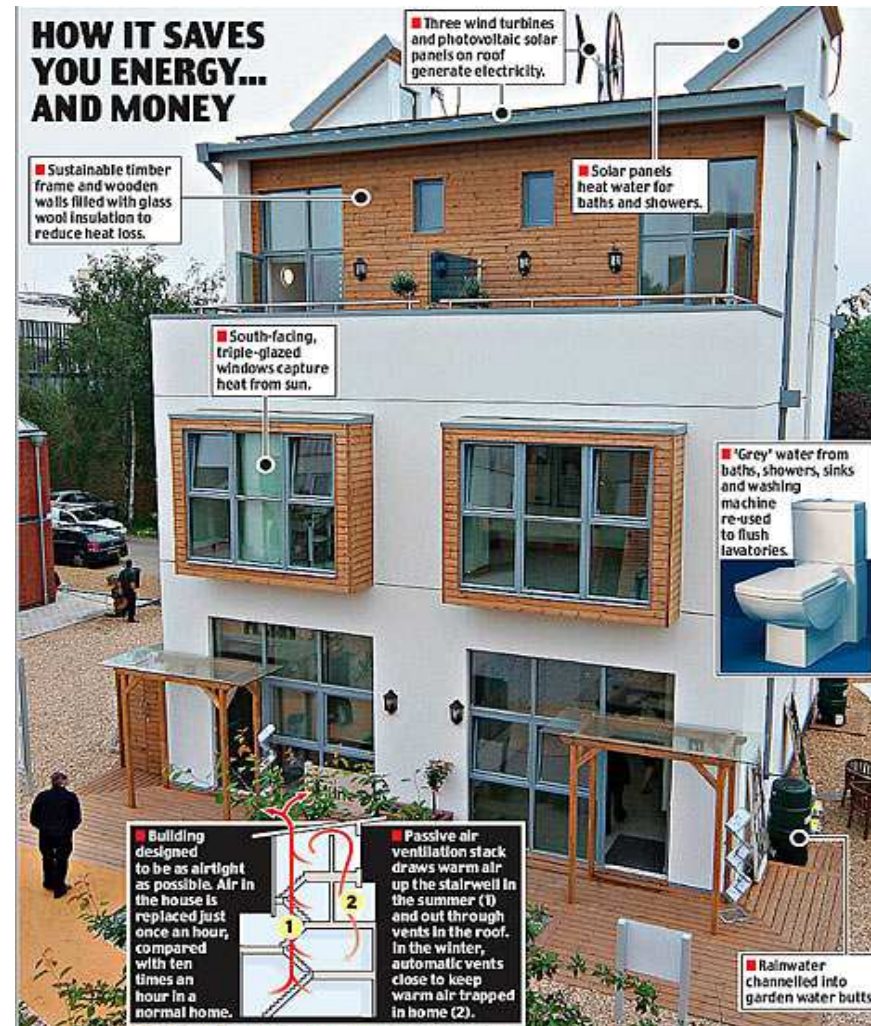 HOW IT SAVES
YOU ENERGY...
AND MONEY
Three wind turbines
and photovoltaic solar
panels on roof
generate electricity.
Sustainable timber
frame and wooden
walls filled with glass
wool insulation to
reduce heat loss.
Solar panels
heat water for
baths and showers.
South-facing,
triple-glazed
windows capture
heat from sun.
'Grey' water from
baths, showers, sinks
and washing
machine
re-used
to flush
lavatories.
Building
designed
to be as airtight
as possible. Air in
the house is
replaced just
once an hour,
compared
with ten
times an
hour in a
normal home.
1
2
Passive air
ventilation stack
draws warm air
up the stairwell in
the summer (1)
and out through
vents in the roof.
In the winter,
automatic vents
close to keep
warm air trapped
in home (2).
Rainwater
channelled into
garden water butts